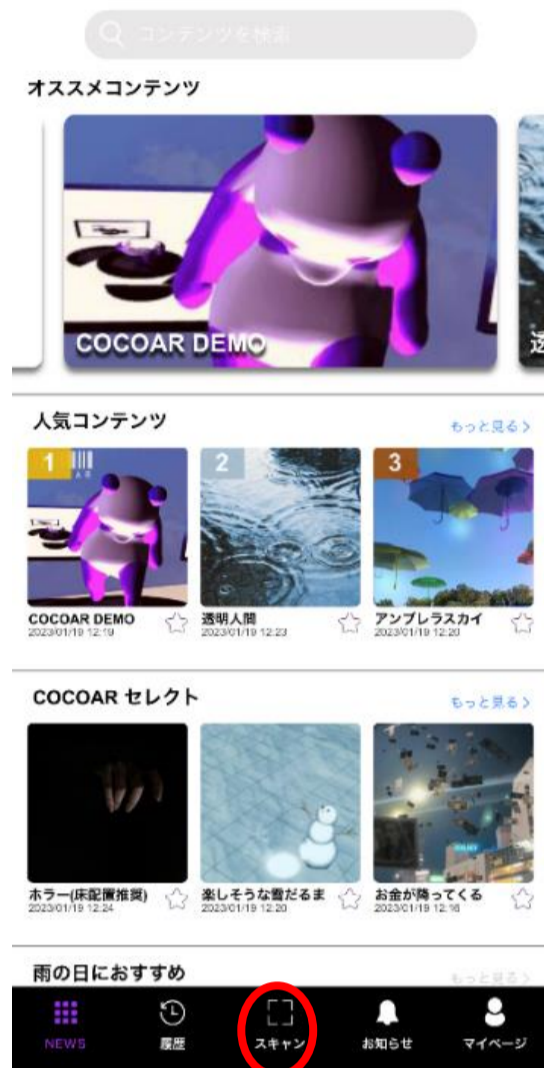 コンテンツを検索
オススメコンテンツ
COCOAR DEMO
透
人気コンテンツ
もっと見る
1
2
3
COCOAR DEMO
2023/01/19 12:19
透明人間
2023/01/19 12:23
アンブレラスカイ
2023/01/19 12:20
COCOAR セレクト
もっと見る
ホラー(床配置推奨)
2023/01/19 12:24
楽しそうな雪だるま
2023/01/19 12:20
お金が降ってくる
2023/01/19 12:16
雨の日におすすめ
もっと見る
NEWS
履歴
スキャン
お知らせ
マイページ